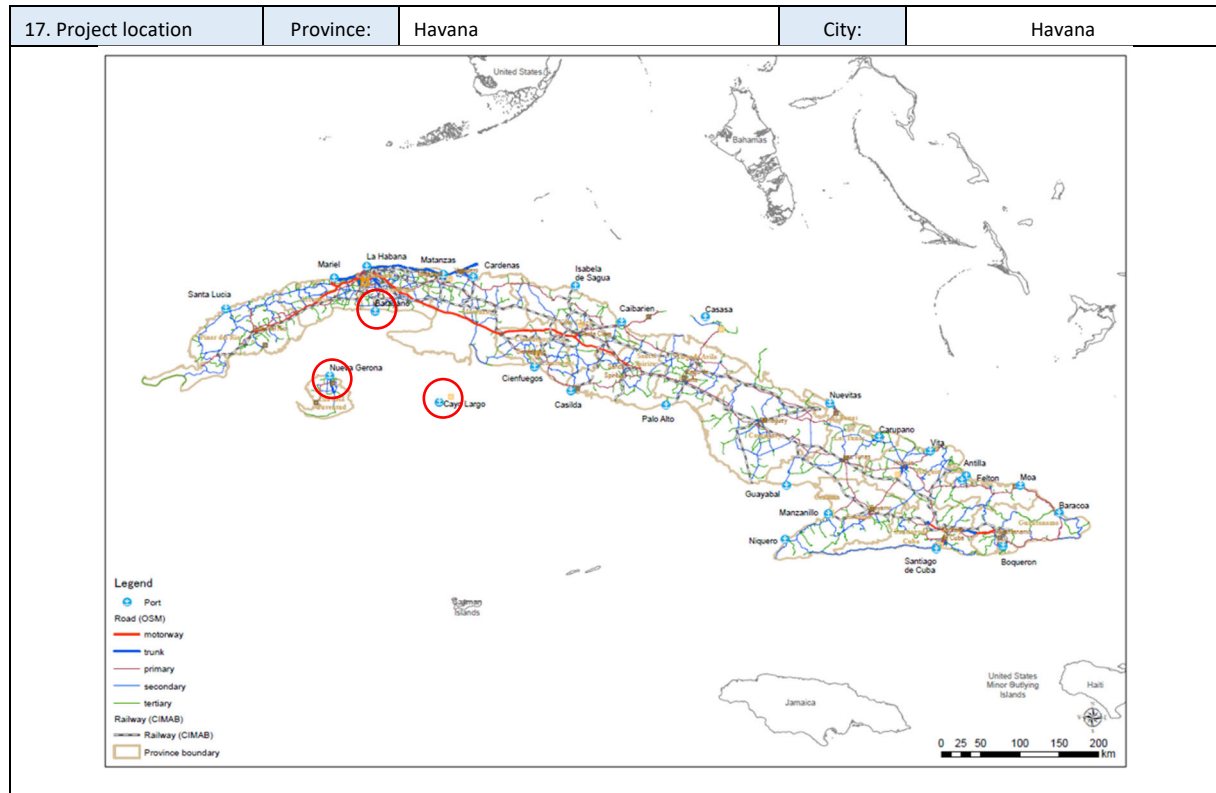 17. Project location Province: Havana City: Havana
United States
Bahamas
La Habana
Mariel
Matanzas
Cardenas
Isabela
de Sagua
Santa Lucia
Batabano
Caibarien
Casasa
Nueva Gerona
Cienfuegos
Cayo Largo
Casilda
Palo Alto
Nuevitas
Carupano
Vita
Antilla
Felton
Moa
Guayabal
Manzanillo
Baracoa
Niquero
Santiago
de Cuba
Boqueron
Legend
Port
Cayman
Islands
Road (OSM)
motorway
trunk
primary
secondary
tertiary
Railway (CIMAB)
Railway (CIMAB)
Province boundary
Jamaica
United States
Minor Outlying
Islands
Haiti
0 25 50 100 150 200
km